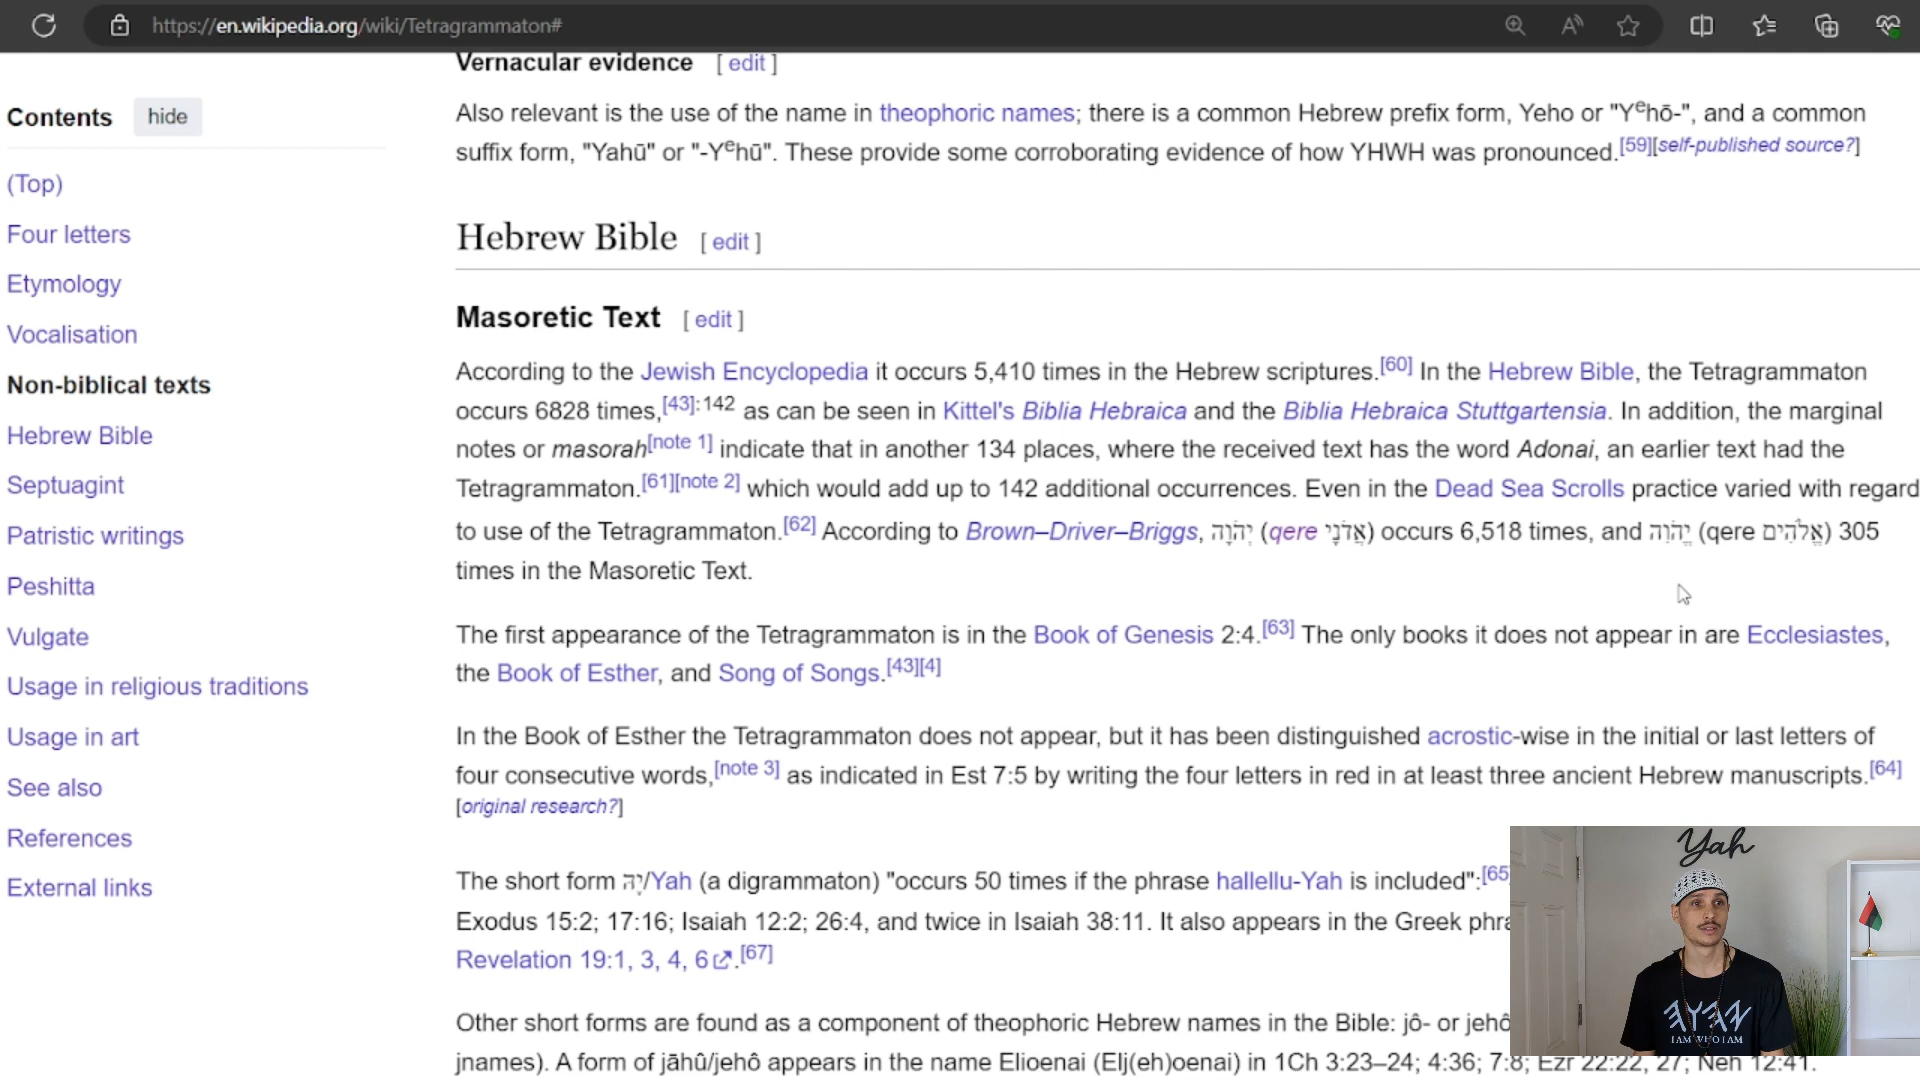 https://en.wikipedia.org/wiki/Tetragrammaton#
Contents hide
(Top)
Four letters
Etymology
Vocalisation
Non-biblical texts
Hebrew Bible
Septuagint
Patristic writings
Peshitta
Vulgate
Usage in religious traditions
Usage in art
See also
References
External links
Vernacular evidence [ edit ]
Also relevant is the use of the name in theophoric names; there is a common Hebrew prefix form, Yeho or "Yᵉhō-", and a common
suffix form, "Yahū" or "-Yᵉhū". These provide some corroborating evidence of how YHWH was pronounced.[59][self-published source?]
Hebrew Bible [ edit ]
Masoretic Text [ edit ]
According to the Jewish Encyclopedia it occurs 5,410 times in the Hebrew scriptures.[60] In the Hebrew Bible, the Tetragrammaton
occurs 6828 times,[43]:142 as can be seen in Kittel's Biblia Hebraica and the Biblia Hebraica Stuttgartensia. In addition, the marginal
notes or masorah[note 1] indicate that in another 134 places, where the received text has the word Adonai, an earlier text had the
Tetragrammaton.[61][note 2] which would add up to 142 additional occurrences. Even in the Dead Sea Scrolls practice varied with regard
to use of the Tetragrammaton.[62] According to Brown–Driver–Briggs, יְהֹוָה (qere אֲדֹנָי) occurs 6,518 times, and יֱהֹוִה (qere אֱלֹהִים) 305
times in the Masoretic Text.
The first appearance of the Tetragrammaton is in the Book of Genesis 2:4.[63] The only books it does not appear in are Ecclesiastes,
the Book of Esther, and Song of Songs.[43][4]
In the Book of Esther the Tetragrammaton does not appear, but it has been distinguished acrostic-wise in the initial or last letters of
four consecutive words,[note 3] as indicated in Est 7:5 by writing the four letters in red in at least three ancient Hebrew manuscripts.[64]
[original research?]
The short form יָהּ/Yah (a digrammaton) "occurs 50 times if the phrase hallellu-Yah is included":[65
Exodus 15:2; 17:16; Isaiah 12:2; 26:4, and twice in Isaiah 38:11. It also appears in the Greek phra
Revelation 19:1, 3, 4, 6.[67]
Other short forms are found as a component of theophoric Hebrew names in the Bible: jô- or jehô
jnames). A form of jāhû/jehô appears in the name Elioenai (Elj(eh)oenai) in 1Ch 3:23–24; 4:36; 7:8; Ezr 22:22, 27; Neh 12:41.
Yah
𐤉𐤄𐤅𐤄
I AM WHO I AM